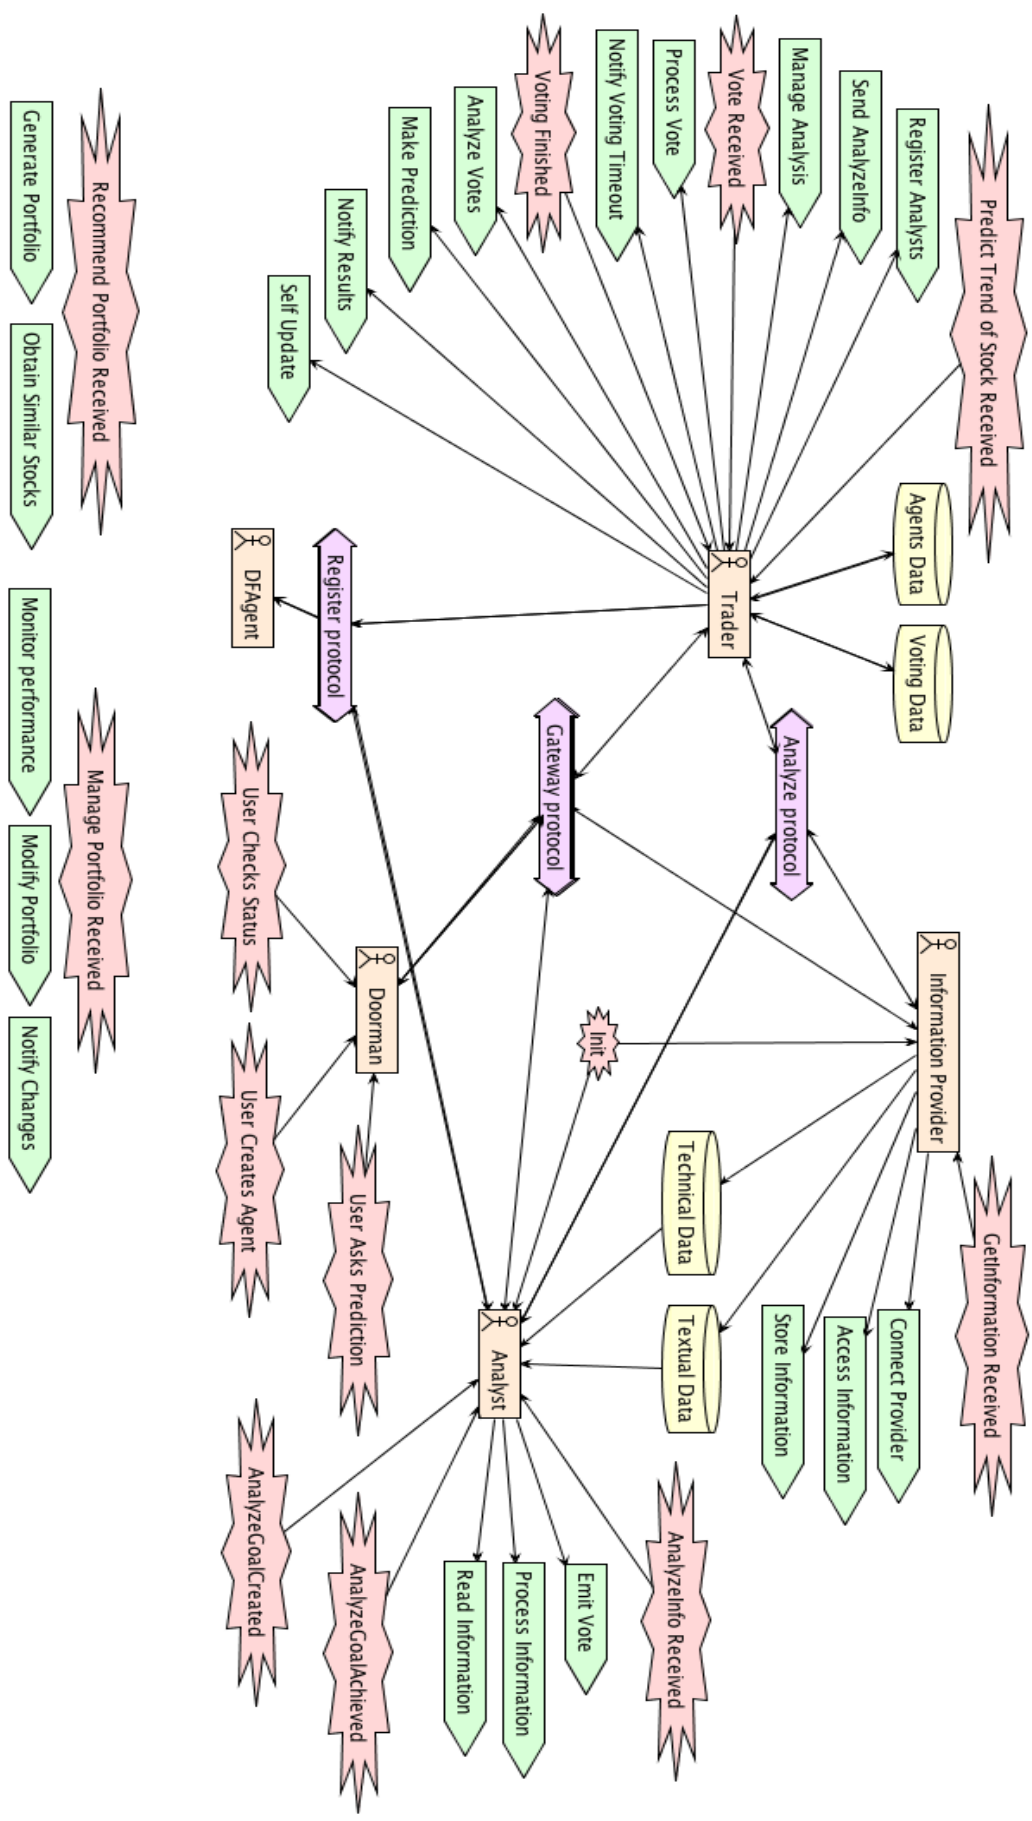 Predict Trend of Stock Received
Register Analysts
Send AnalyzeInfo
Manage Analysis
Vote Received
Process Vote
Notify Voting Timeout
Voting Finished
Analyze Votes
Make Prediction
Notify Results
Self Update
Agents Data
Voting Data
Trader
Register protocol
DFAgent
Analyze protocol
Gateway protocol
Information Provider
GetInformation Received
Connect Provider
Access Information
Store Information
Init
Technical Data
Textual Data
Doorman
User Checks Status
User Creates Agent
User Asks Prediction
Analyst
AnalyzeInfo Received
Emit Vote
Process Information
Read Information
AnalyzeGoalAchieved
AnalyzeGoalCreated
Recommend Portfolio Received
Manage Portfolio Received
Generate Portfolio
Obtain Similar Stocks
Monitor performance
Modify Portfolio
Notify Changes